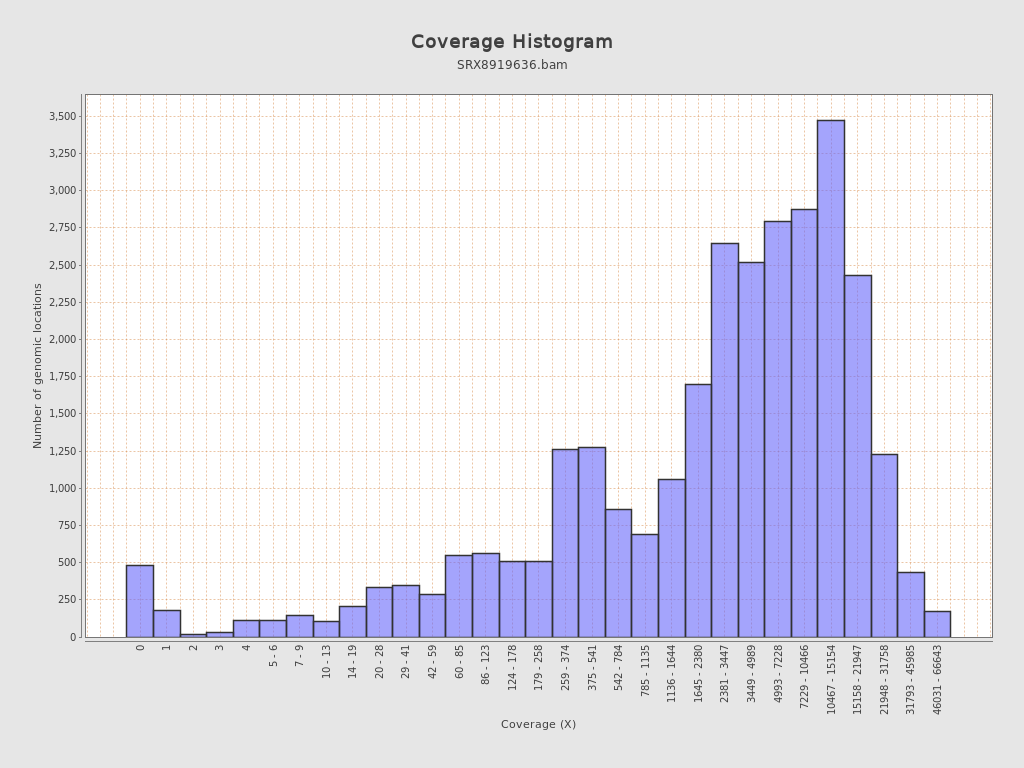 Coverage Histogram
SRX8919636.bam
3,500
3,250
3,000
2,750
2,500
2,250
2,000
1,750
1,500
1,250
1,000
750
500
250
0
Number of genomic locations
0
1
2
3
4
5 - 6
7 - 9
10 - 13
14 - 19
20 - 28
29 - 41
42 - 59
60 - 85
86 - 123
124 - 178
179 - 258
259 - 374
375 - 541
542 - 784
785 - 1135
1136 - 1644
1645 - 2380
2381 - 3447
3449 - 4989
4993 - 7228
7229 - 10466
10467 - 15154
15158 - 21947
21948 - 31758
31793 - 45985
46031 - 66643
Coverage (X)